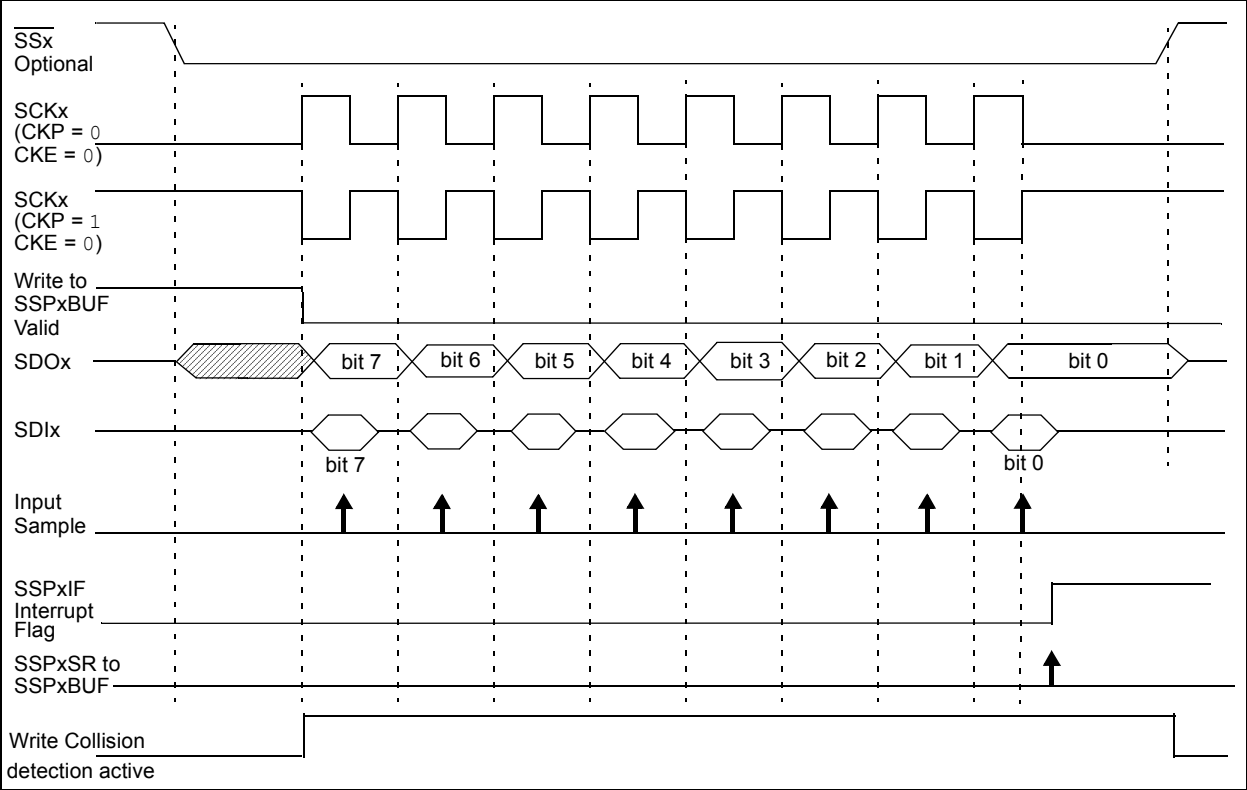 SSx
Optional
SCKx
(CKP = 0
CKE = 0)
SCKx
(CKP = 1
CKE = 0)
Write to
SSPxBUF
Valid
SDOx
bit 7
bit 6
bit 5
bit 4
bit 3
bit 2
bit 1
bit 0
SDIx
bit 7
bit 0
Input
Sample
SSPxIF
Interrupt
Flag
SSPxSR to
SSPxBUF
Write Collision
detection active